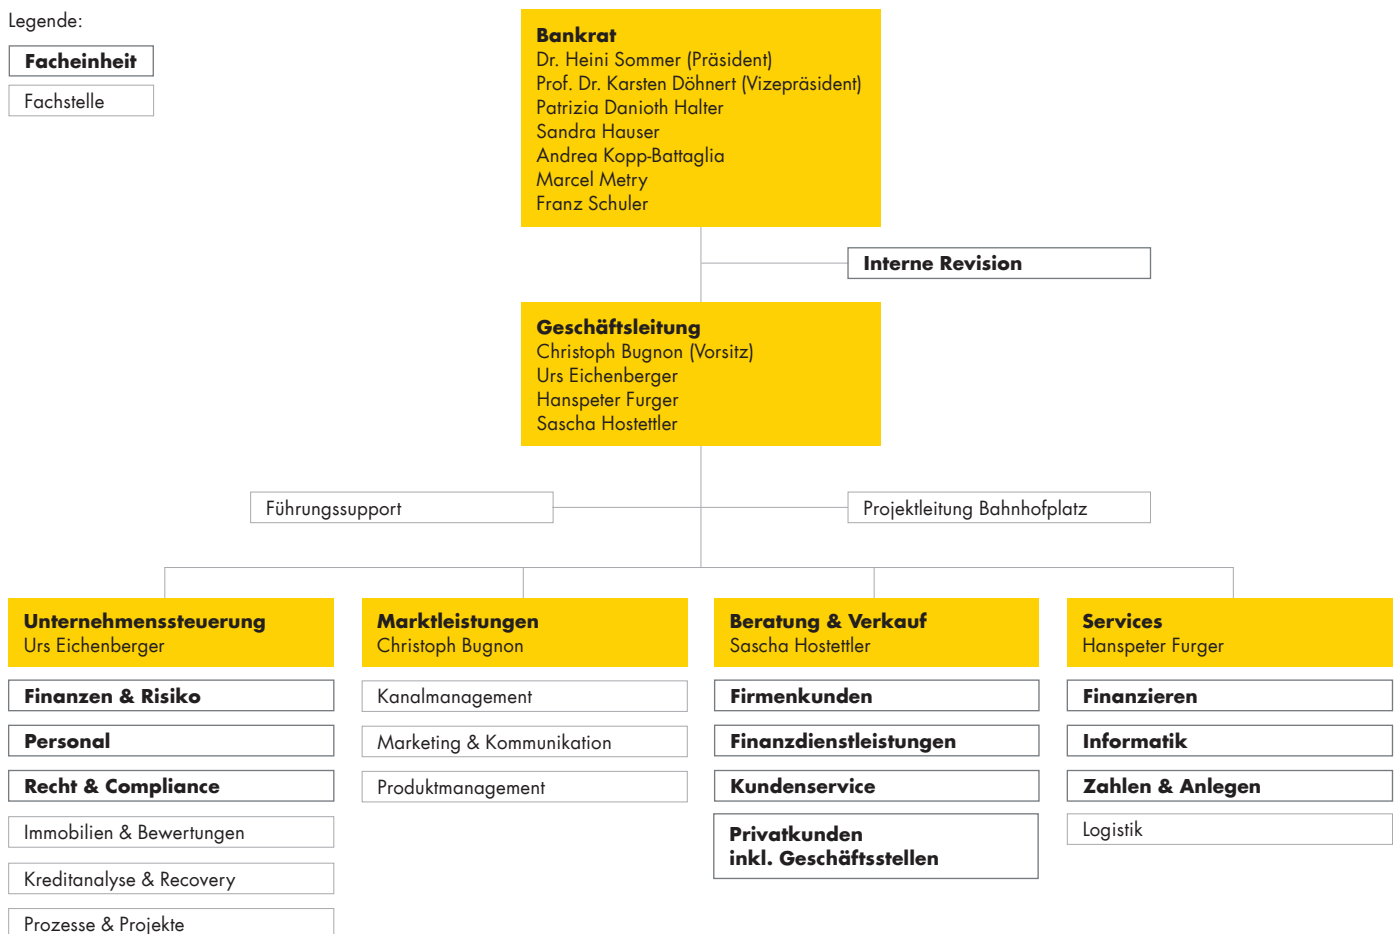 Legende:
Facheinheit
Fachstelle
Bankrat
Dr. Heini Sommer (Präsident)
Prof. Dr. Karsten Döhnert (Vizepräsident)
Patrizia Danioth Halter
Sandra Hauser
Andrea Kopp-Battaglia
Marcel Metry
Franz Schuler
Interne Revision
Geschäftsleitung
Christoph Bugnon (Vorsitz)
Urs Eichenberger
Hanspeter Furger
Sascha Hostettler
Führungssupport
Projektleitung Bahnhofplatz
Unternehmenssteuerung
Urs Eichenberger
Finanzen & Risiko
Personal
Recht & Compliance
Immobilien & Bewertungen
Kreditanalyse & Recovery
Prozesse & Projekte
Marktleistungen
Christoph Bugnon
Kanalmanagement
Marketing & Kommunikation
Produktmanagement
Beratung & Verkauf
Sascha Hostettler
Firmenkunden
Finanzdienstleistungen
Kundenservice
Privatkunden
inkl. Geschäftsstellen
Services
Hanspeter Furger
Finanzieren
Informatik
Zahlen & Anlegen
Logistik